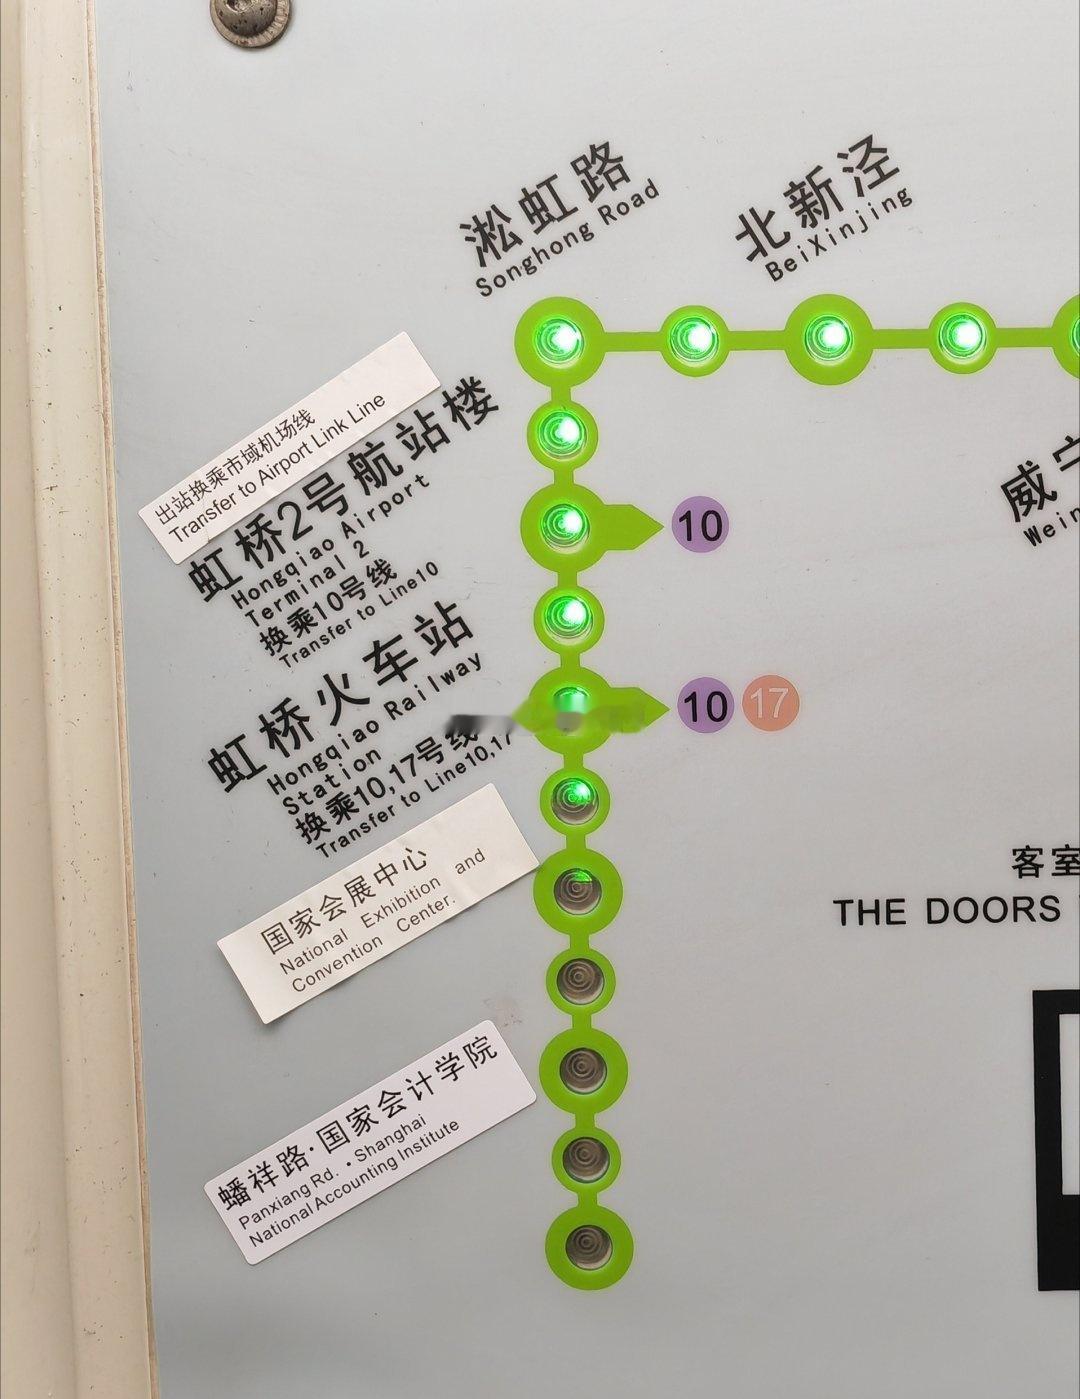 淞虹路
Songhong Road
北新泾
BeiXinjing
出站换乘市域机场线
Transfer to Airport Link Line
虹桥2号航站楼
Hongqiao Airport
Terminal 2
换乘10号线
Transfer to Line10
10
威宁
Wein
虹桥火车站
Hongqiao Railway
Station
换乘10,17号线
Transfer to Line10,17
10 17
客室
THE DOORS
国家会展中心
National Exhibition and
Convention Center.
蟠祥路·国家会计学院
Panxiang Rd. · Shanghai
National Accounting Institute